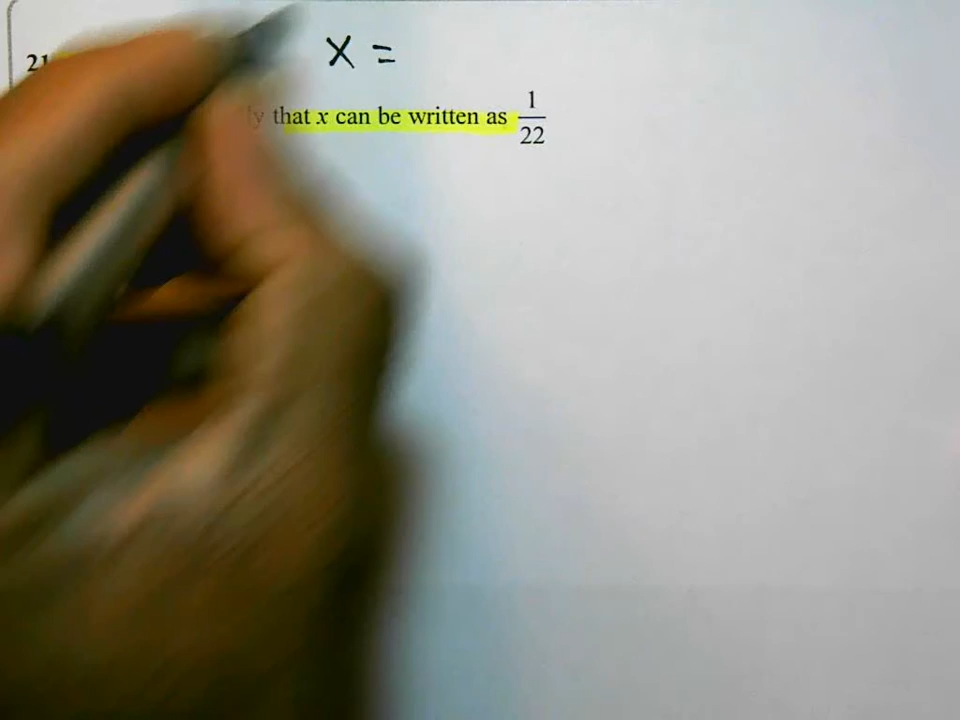 21
x =
that x can be written as 1/22